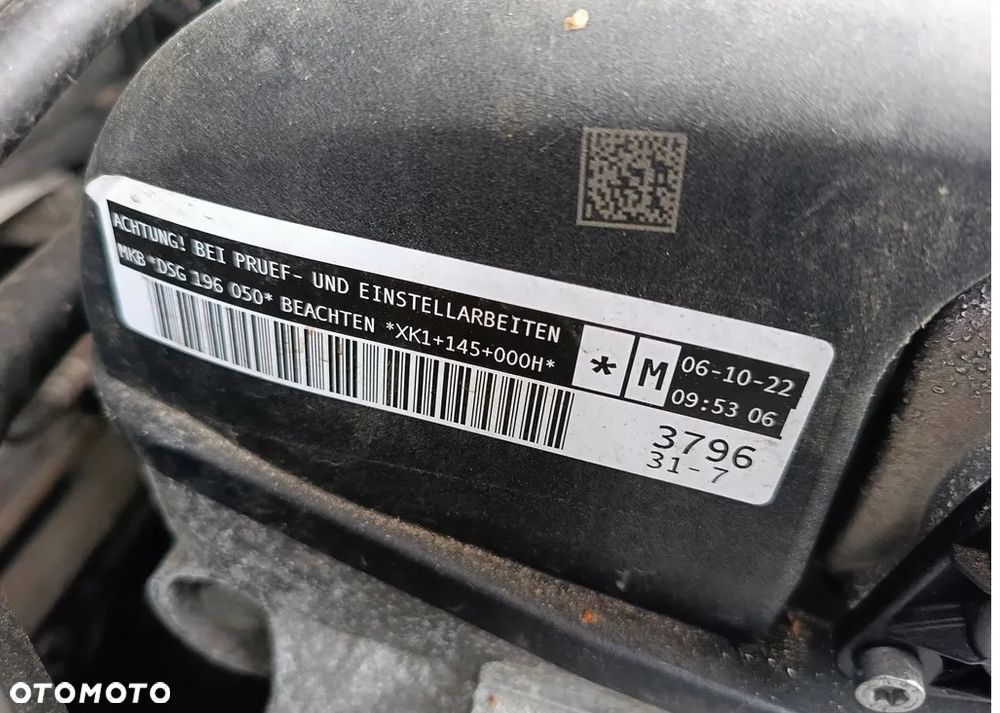 ACHTUNG! BEI PRUEF- UND EINSTELLARBEITEN
MKB *DSG 196 050* BEACHTEN *XK1+145+000H*
*
M
06-10-22
09:53 06
3796
31-7
OTOMOTO